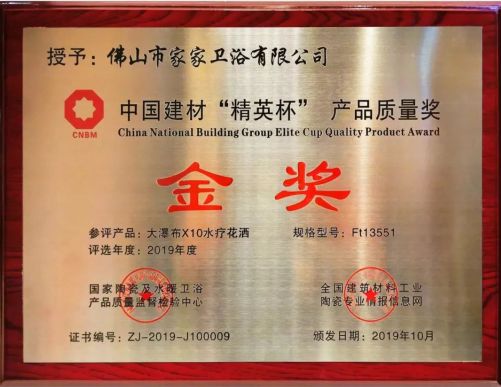 授予：佛山市家家卫浴有限公司
CNBM
中国建材“精英杯” 产品质量奖
China National Building Group Elite Cup Quality Product Award
金奖
参评产品：大瀑布X10水疗花洒 规格型号：Ft13551
评选年度：2019年度
国家陶瓷及水暖卫浴
产品质量监督检验中心
全国建筑材料工业
陶瓷专业情报信息网
证书编号：ZJ-2019-J100009 颁发日期：2019年10月